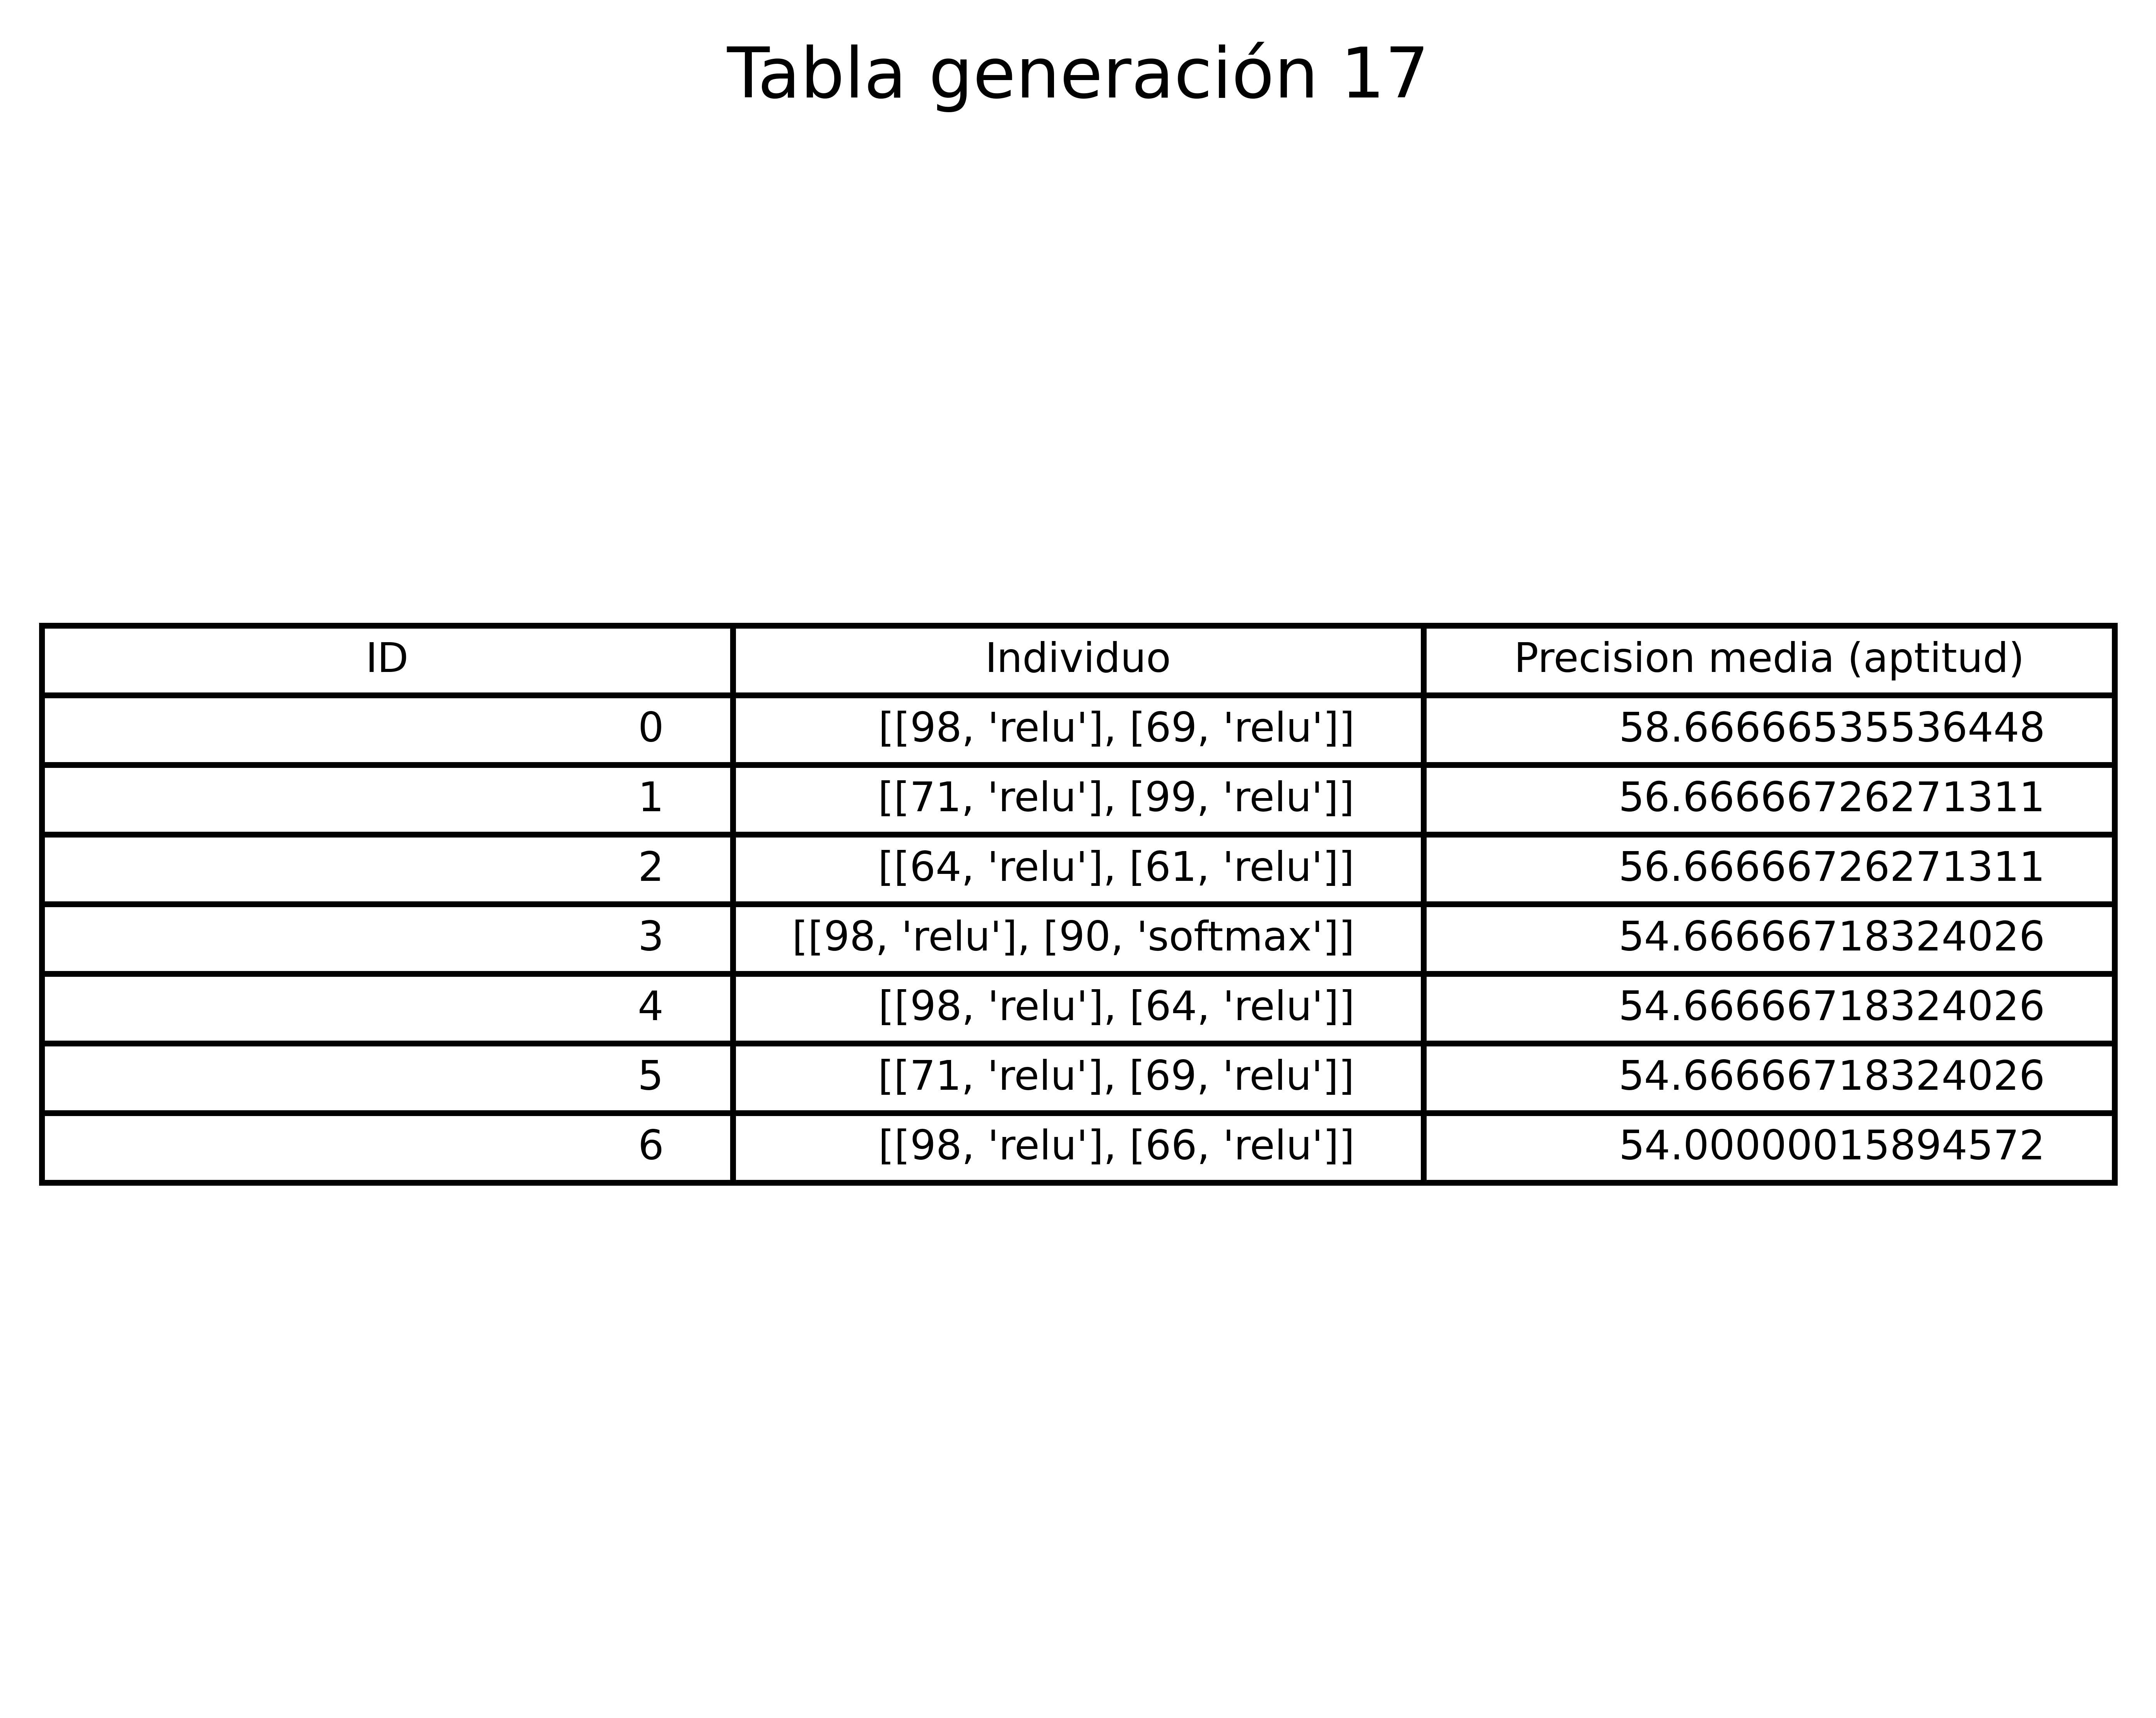 Tabla generación 17
ID Individuo Precision media (aptitud)
0 [[98, 'relu'], [69, 'relu']] 58.66666535536448
1 [[71, 'relu'], [99, 'relu']] 56.66666726271311
2 [[64, 'relu'], [61, 'relu']] 56.66666726271311
3 [[98, 'relu'], [90, 'softmax']] 54.66666718324026
4 [[98, 'relu'], [64, 'relu']] 54.66666718324026
5 [[71, 'relu'], [69, 'relu']] 54.66666718324026
6 [[98, 'relu'], [66, 'relu']] 54.00000015894572